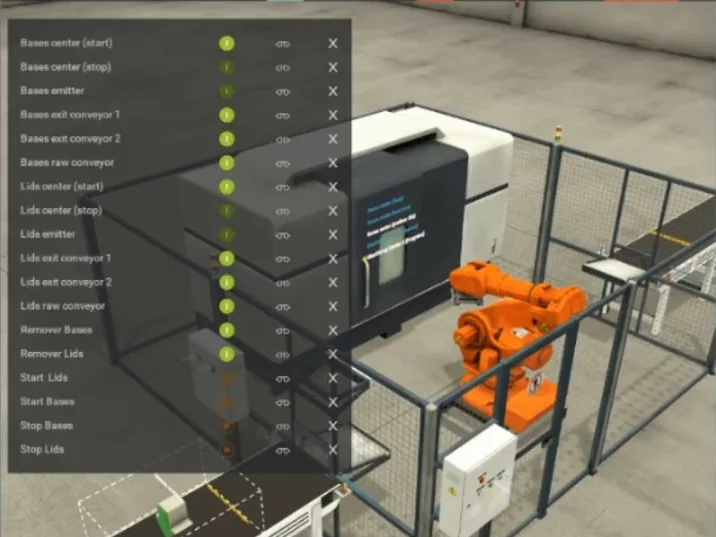 Bases center (start)
Bases center (stop)
Bases emitter
Bases exit conveyor 1
Bases exit conveyor 2
Bases raw conveyor
Lids center (start)
Lids center (stop)
Lids emitter
Lids exit conveyor 1
Lids exit conveyor 2
Lids raw conveyor
Remover Bases
Remover Lids
Start Lids
Start Bases
Stop Bases
Stop Lids